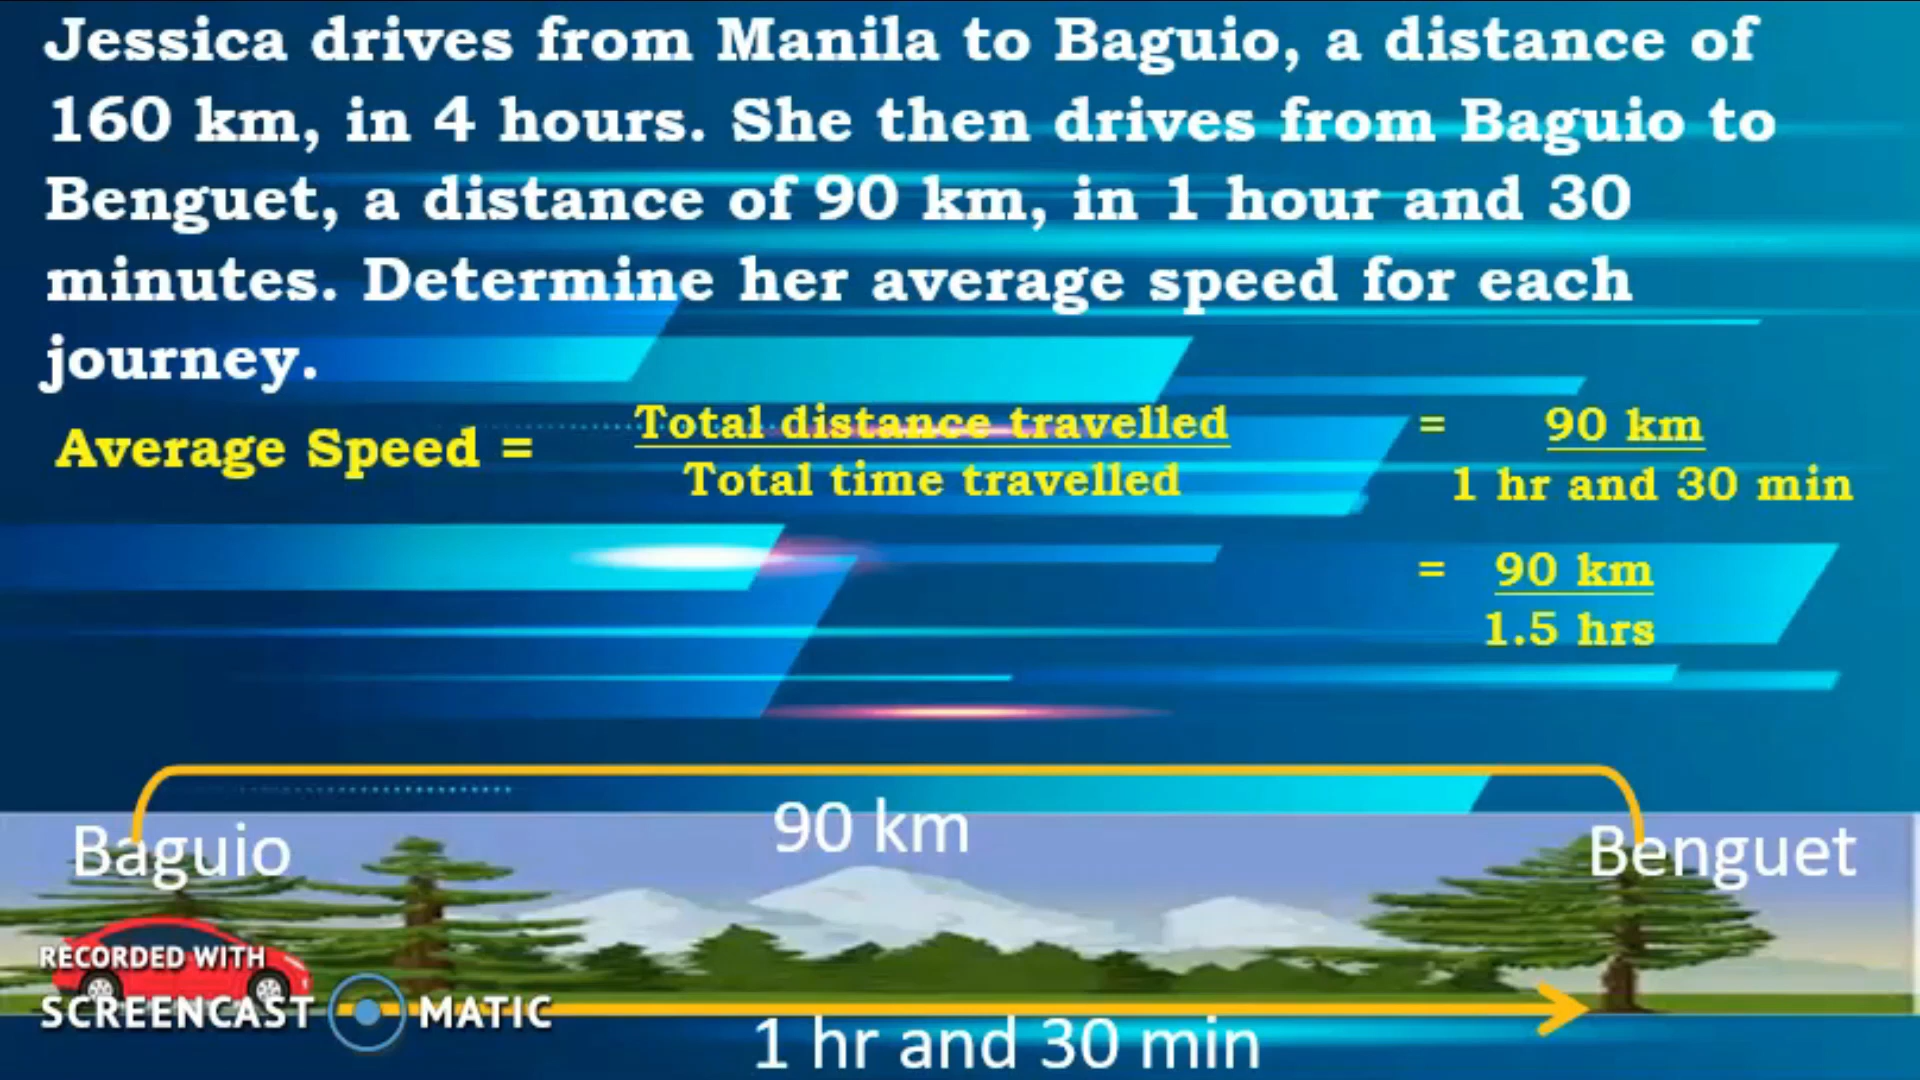 Jessica drives from Manila to Baguio, a distance of
160 km, in 4 hours. She then drives from Baguio to
Benguet, a distance of 90 km, in 1 hour and 30
minutes. Determine her average speed for each
journey.
Average Speed = Total distance travelled = 90 km
Total time travelled 1 hr and 30 min
= 90 km
1.5 hrs
90 km
Baguio Benguet
RECORDED WITH
SCREENCAST MATIC
1 hr and 30 min